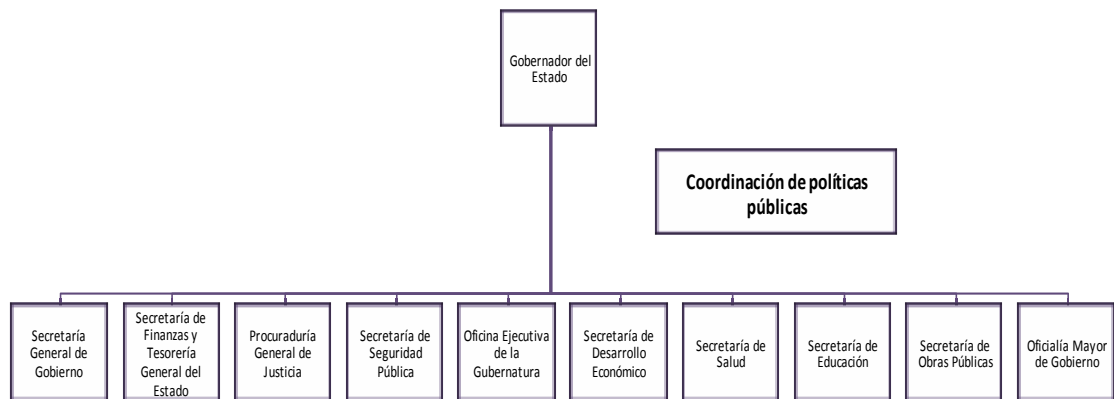 Gobernador del
Estado
Coordinación de políticas
públicas
Secretaría
General de
Gobierno
Secretaría de
Finanzas y
Tesorería
General del
Estado
Procuraduría
General de
Justicia
Secretaría de
Seguridad
Pública
Oficina Ejecutiva
de la
Gubernatura
Secretaría de
Desarrollo
Económico
Secretaría de
Salud
Secretaría de
Educación
Secretaría de
Obras Públicas
Oficialía Mayor
de Gobierno